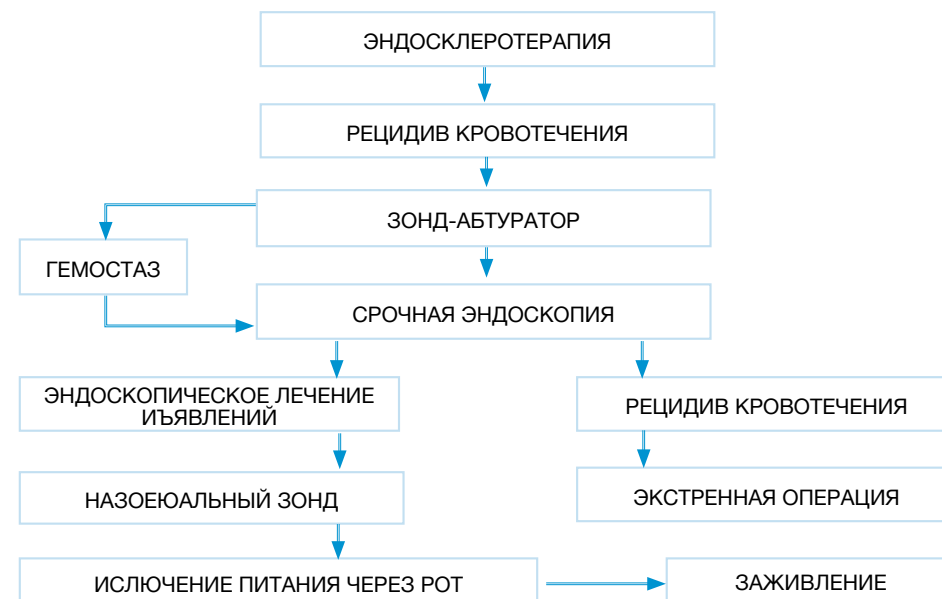 ЭНДОСКЛЕРОТЕРАПИЯ
РЕЦИДИВ КРОВОТЕЧЕНИЯ
ЗОНД-АБТУРАТОР
ГЕМОСТАЗ
СРОЧНАЯ ЭНДОСКОПИЯ
ЭНДОСКОПИЧЕСКОЕ ЛЕЧЕНИЕ
ИЪЯВЛЕНИЙ
РЕЦИДИВ КРОВОТЕЧЕНИЯ
НАЗОЕЮАЛЬНЫЙ ЗОНД
ЭКСТРЕННАЯ ОПЕРАЦИЯ
ИСЛЮЧЕНИЕ ПИТАНИЯ ЧЕРЕЗ РОТ
ЗАЖИВЛЕНИЕ